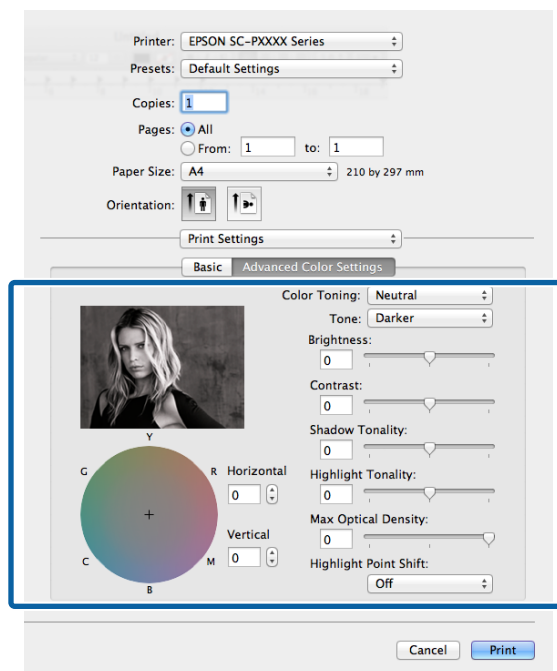 Printer: EPSON SC-PXXXX Series
Presets: Default Settings
Copies: 1
Pages: All
From: 1 to: 1
Paper Size: A4 210 by 297 mm
Orientation:
Print Settings
Basic Advanced Color Settings
Color Toning: Neutral
Tone: Darker
Brightness:
0
Contrast:
0
Shadow Tonality:
0
Highlight Tonality:
0
Max Optical Density:
0
Highlight Point Shift:
Off
Y
G R
C M
B
Horizontal
0
Vertical
0
Cancel Print